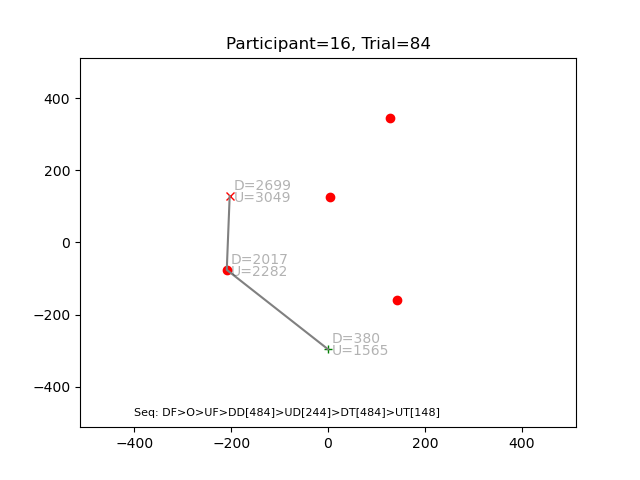 Participant=16, Trial=84
400
200
0
−200
−400
D=2699
U=3049
D=2017
U=2282
D=380
U=1565
Seq: DF>O>UF>DD[484]>UD[244]>DT[484]>UT[148]
−400 −200 0 200 400